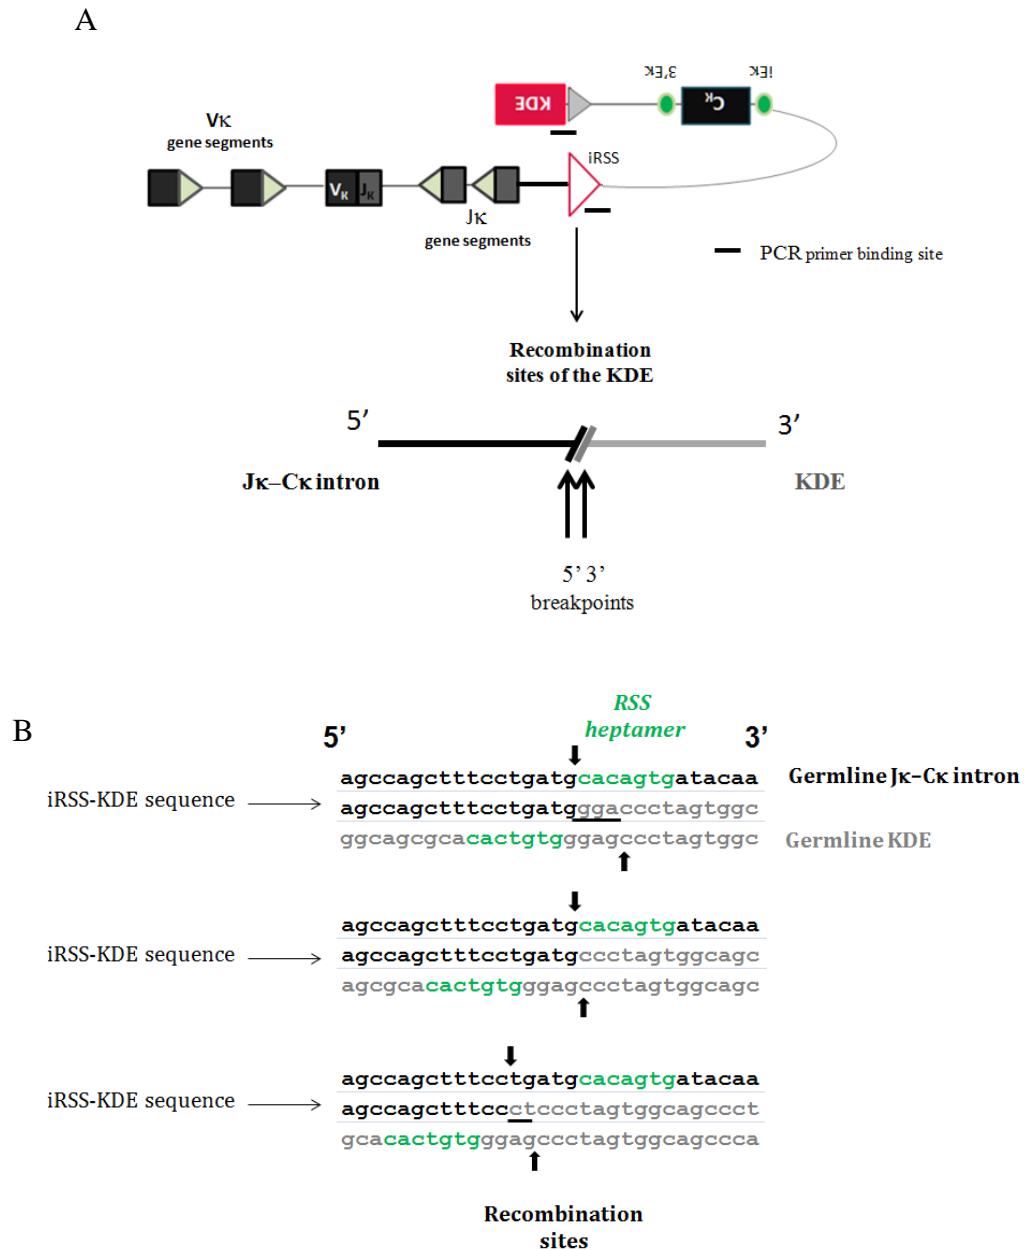 A
3'Eκ
iEκ
KDE
Cκ
Vκ
gene segments
iRSS
Vκ
Jκ
Jκ
gene segments
PCR primer binding site
Recombination
sites of the KDE
5’
3’
Jκ–Cκ intron
KDE
5’ 3’
breakpoints
B
RSS
heptamer
5’
3’
agccagctttcctgatgcacagtgatacaa
Germline Jκ–Cκ intron
iRSS-KDE sequence
agccagctttcctgatgggaccctagtggc
ggcagcgcacactgtgggagccctagtggc
Germline KDE
agccagctttcctgatgcacagtgatacaa
iRSS-KDE sequence
agccagctttcctgatgccctagtggcagc
agcgcacactgtgggagccctagtggcagc
agccagctttcctgatgcacagtgatacaa
iRSS-KDE sequence
agccagctttcctccctagtggcagccct
gcacactgtgggagccctagtggcagccca
Recombination
sites